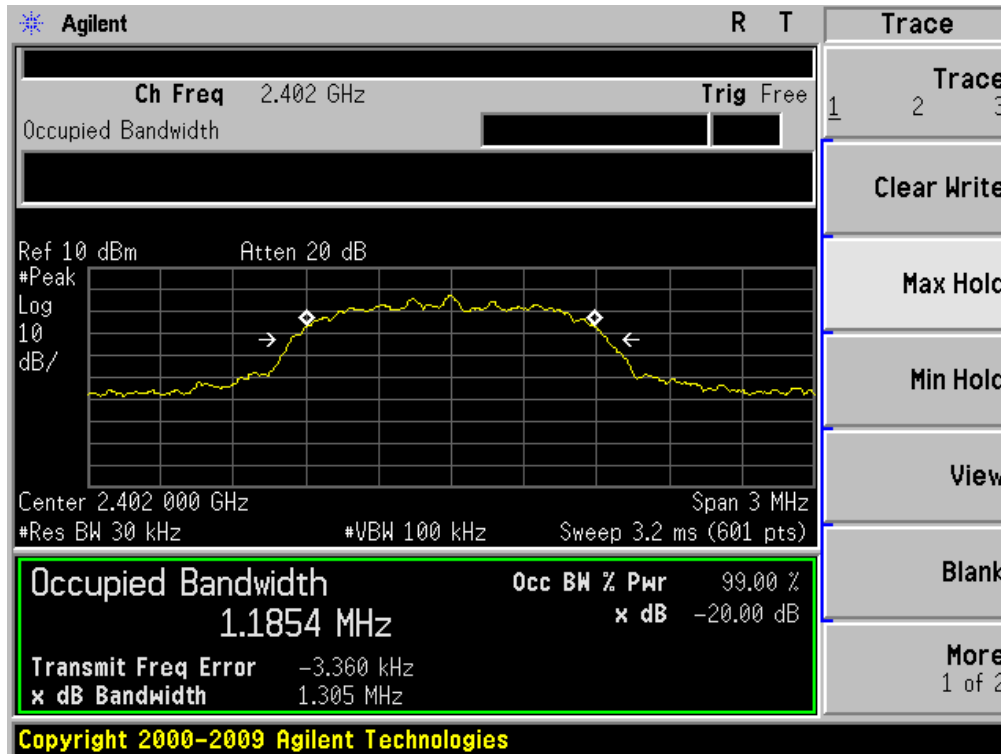 Agilent R T
Ch Freq 2.402 GHz Trig Free
Occupied Bandwidth
Ref 10 dBm Atten 20 dB
#Peak
Log
10
dB/
Center 2.402 000 GHz Span 3 MHz
#Res BW 30 kHz #VBW 100 kHz Sweep 3.2 ms (601 pts)
Occupied Bandwidth
1.1854 MHz
Occ BW % Pwr 99.00 %
x dB -20.00 dB
Transmit Freq Error -3.360 kHz
x dB Bandwidth 1.305 MHz
Copyright 2000-2009 Agilent Technologies
Trace
Trace
1 2 3
Clear Write
Max Hold
Min Hold
View
Blank
More
1 of 2